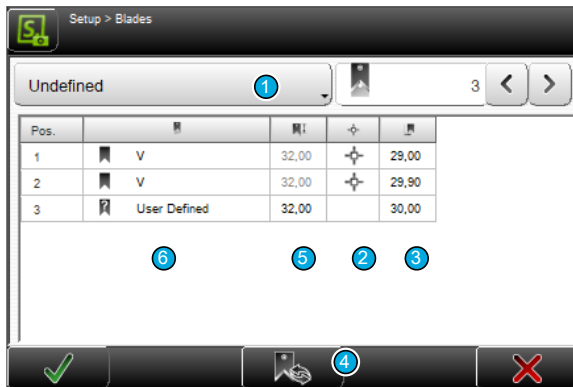 Setup > Blades
Undefined 1 3
Pos.
1 V 32,00 29,00
2 V 32,00 29,90
3 ? User Defined 32,00 30,00
6 5 2 3
4